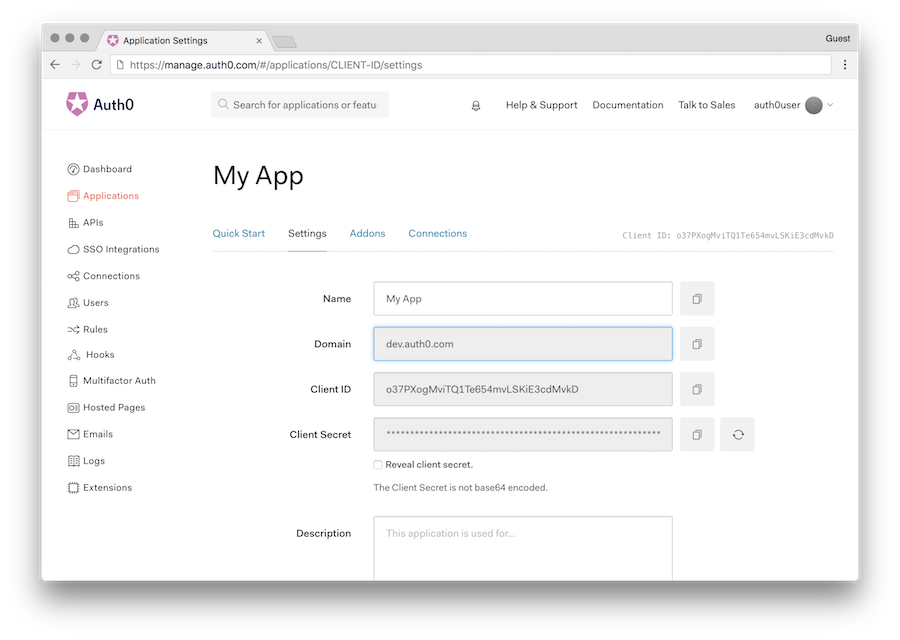 Application Settings
Guest
https://manage.auth0.com/#/applications/CLIENT-ID/settings
Auth0
Search for applications or featu
Help & Support
Documentation
Talk to Sales
auth0user
Dashboard
Applications
APIs
SSO Integrations
Connections
Users
Rules
Hooks
Multifactor Auth
Hosted Pages
Emails
Logs
Extensions
My App
Quick Start
Settings
Addons
Connections
Client ID: o37PXogMviTQ1Te654mvLSKiE3cdMvkD
Name
My App
Domain
dev.auth0.com
Client ID
o37PXogMviTQ1Te654mvLSKiE3cdMvkD
Client Secret
************************************************************
Reveal client secret.
The Client Secret is not base64 encoded.
Description
This application is used for...